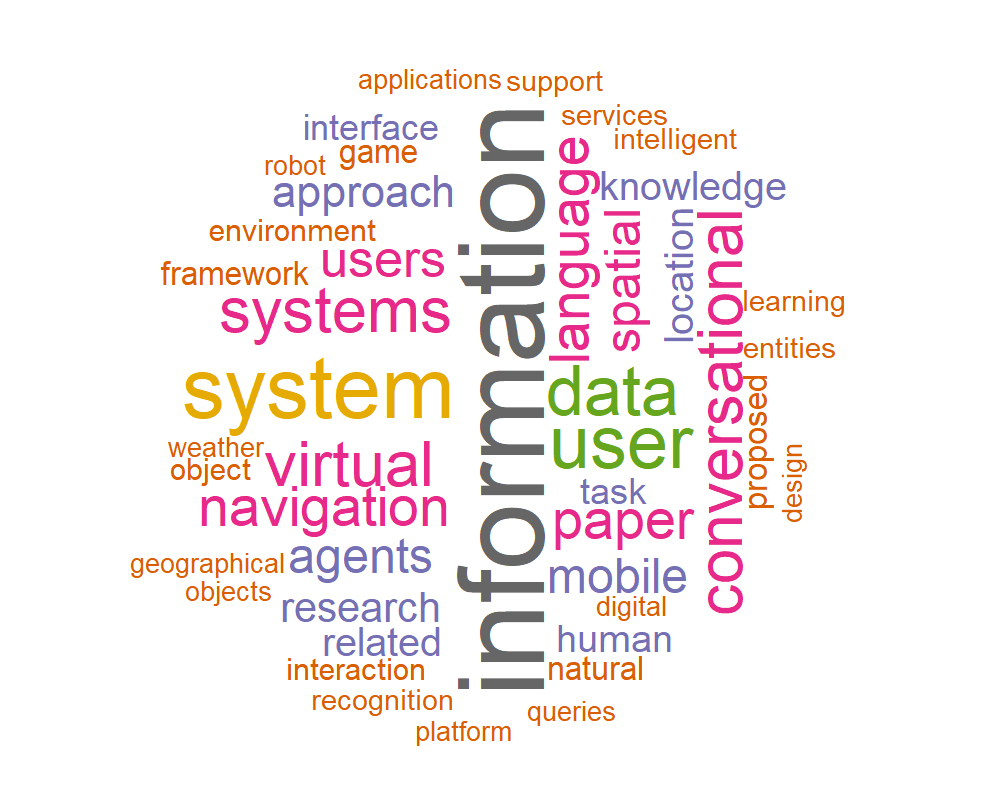 applications
support
services
interface
intelligent
game
robot
knowledge
approach
information
language
spatial
location
conversational
environment
users
framework
systems
learning
entities
system
data
user
proposed
design
weather
object
virtual
task
navigation
paper
agents
mobile
geographical
objects
research
digital
related
human
interaction
natural
recognition
queries
platform